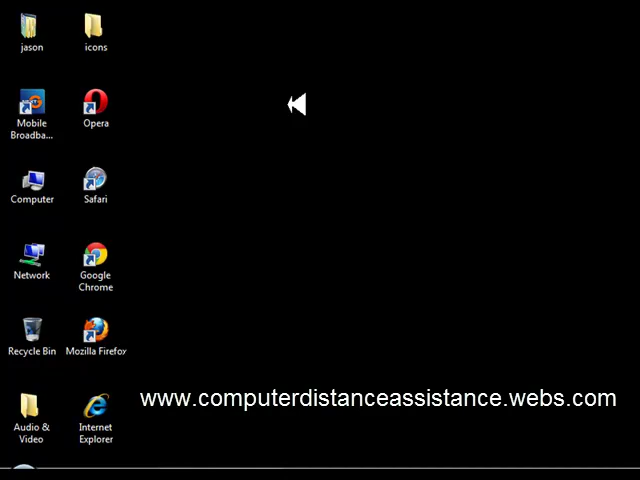 jason
icons
Mobile
Broadba...
Opera
Computer
Safari
Network
Google
Chrome
Recycle Bin
Mozilla Firefox
www.computerdistanceassistance.webs.com
Audio &
Video
Internet
Explorer